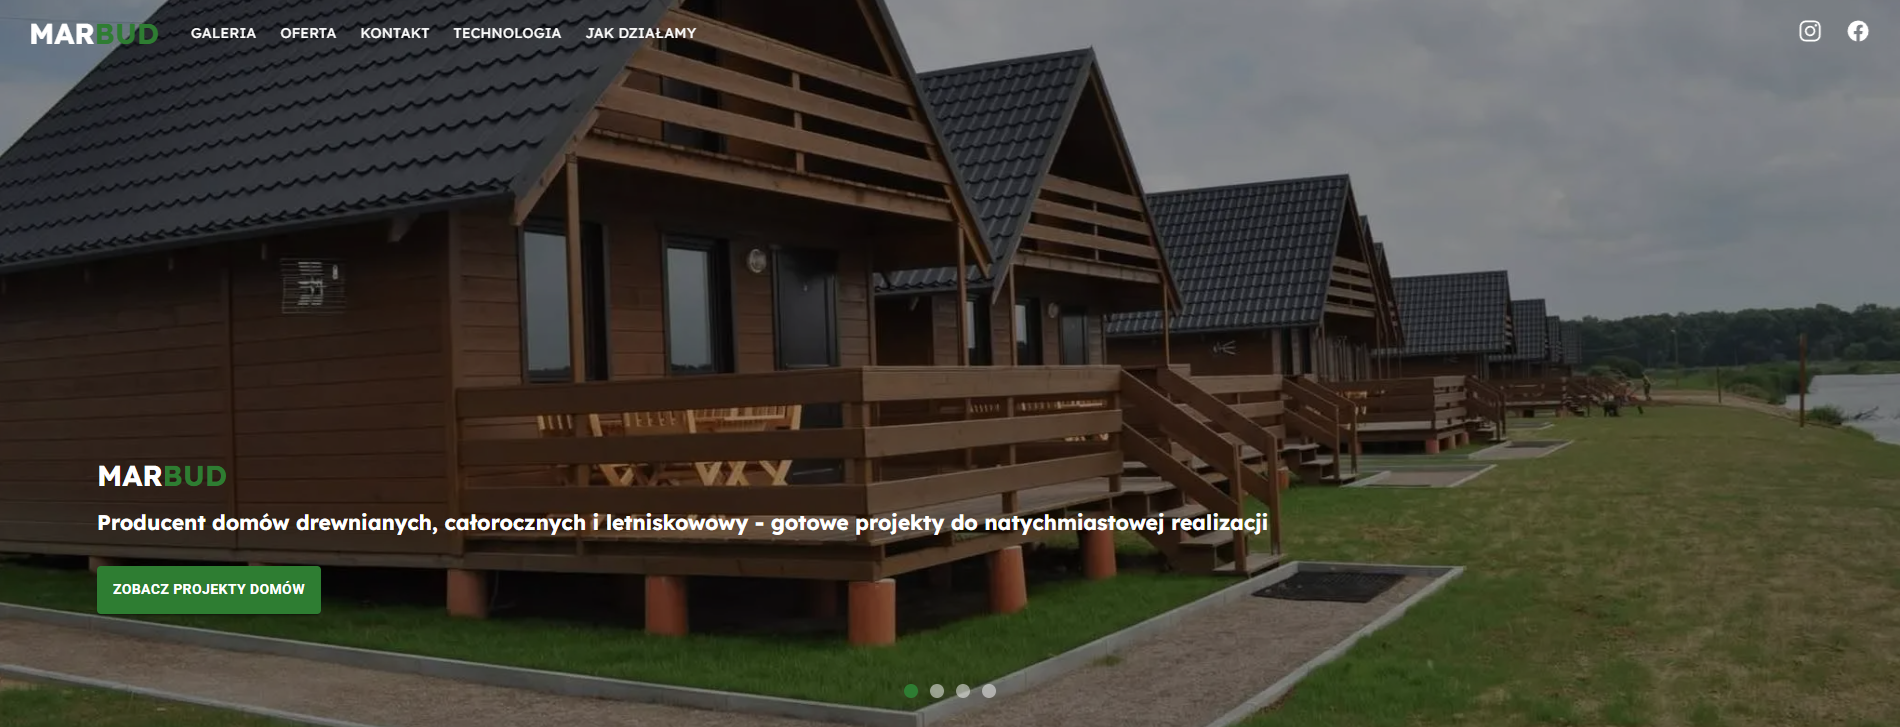 MARBUD
GALERIA OFERTA KONTAKT TECHNOLOGIA JAK DZIAŁAMY
MARBUD
Producent domów drewnianych, całorocznych i letniskowowy - gotowe projekty do natychmiastowej realizacji
ZOBACZ PROJEKTY DOMÓW